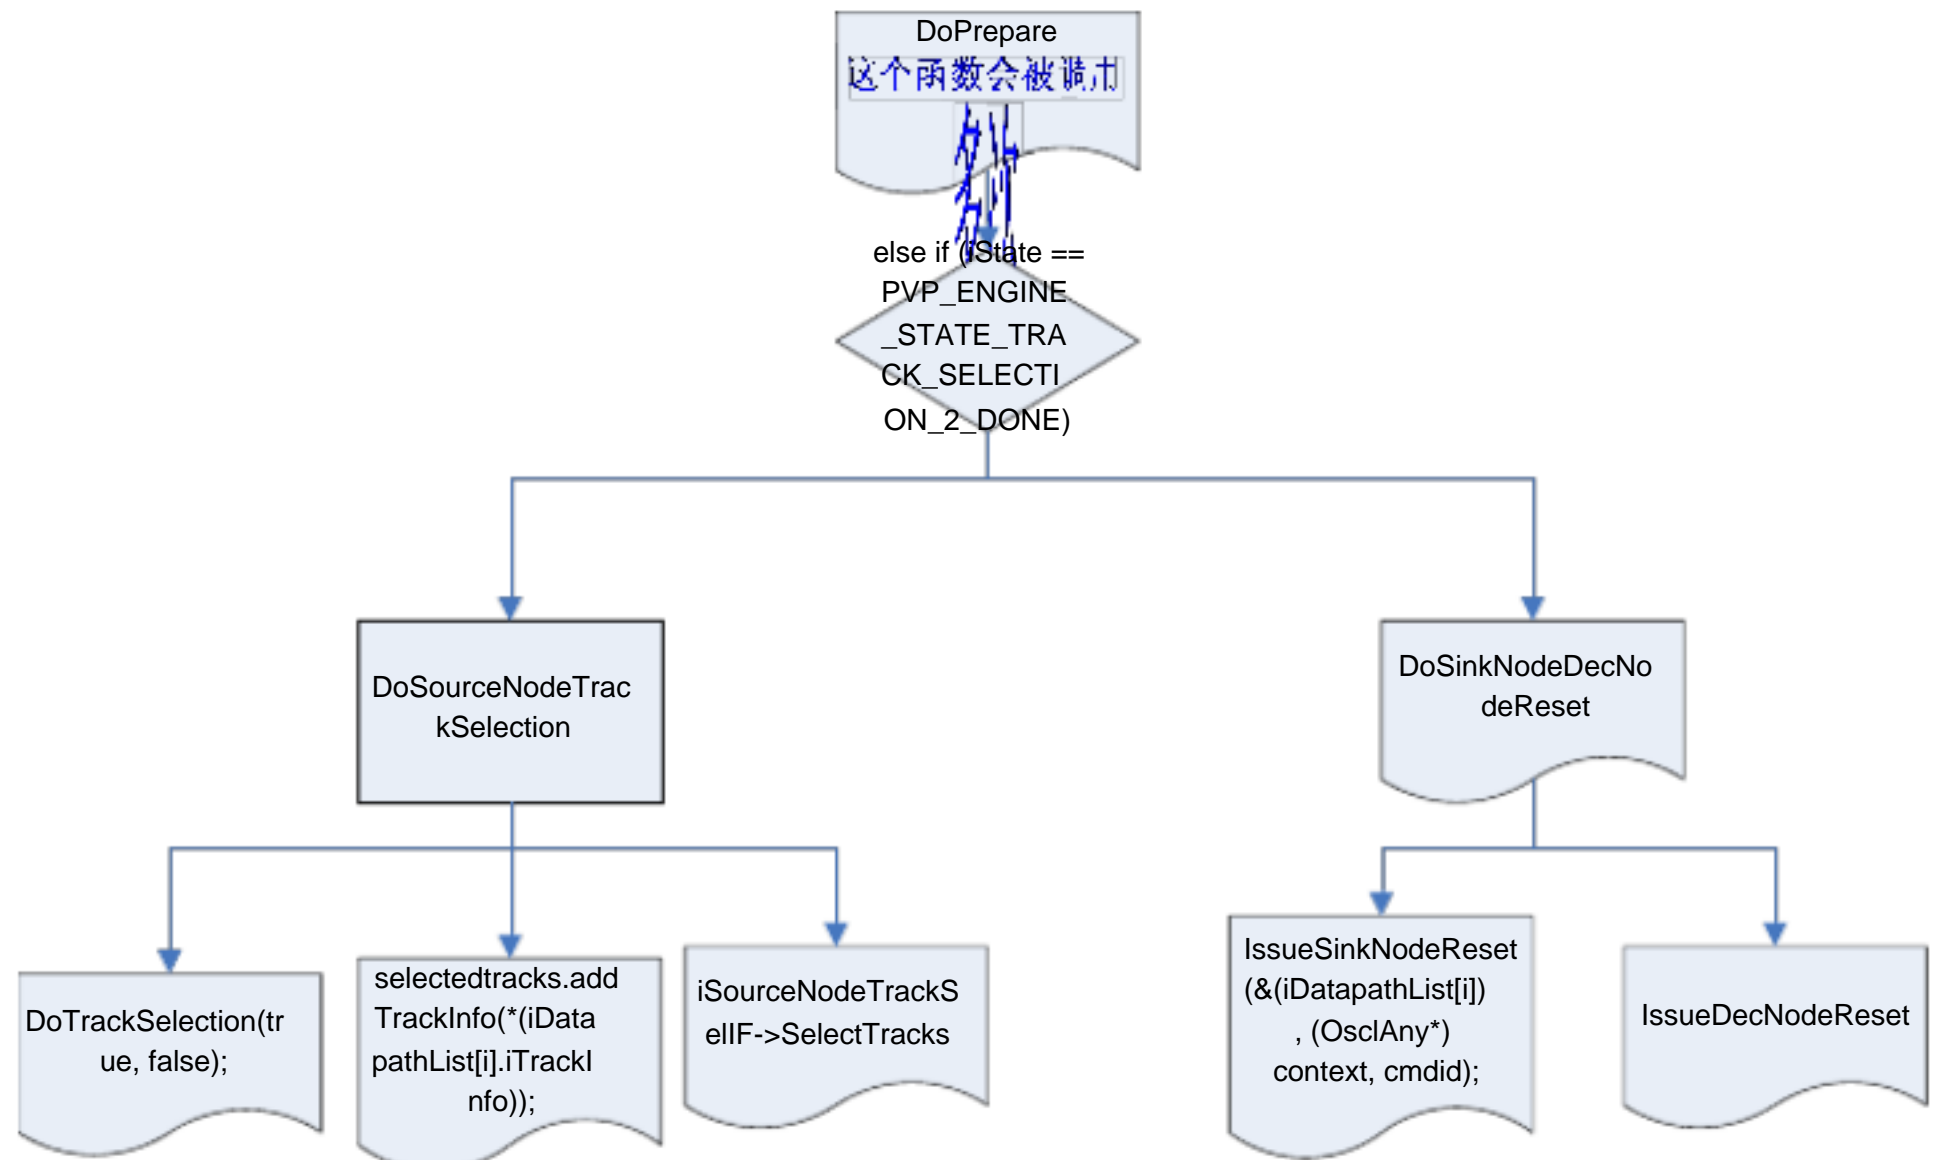 DoPrepare
这个函数会被调用
else if (iState ==
PVP_ENGINE
_STATE_TRA
CK_SELECTI
ON_2_DONE)
DoSourceNodeTrac
kSelection
DoSinkNodeDecNo
deReset
DoTrackSelection(tr
ue, false);
selectedtracks.add
TrackInfo(*(iData
pathList[i].iTrackI
nfo));
iSourceNodeTrackS
elIF->SelectTracks
IssueSinkNodeReset
(&(iDatapathList[i])
, (OsclAny*)
context, cmdid);
IssueDecNodeReset